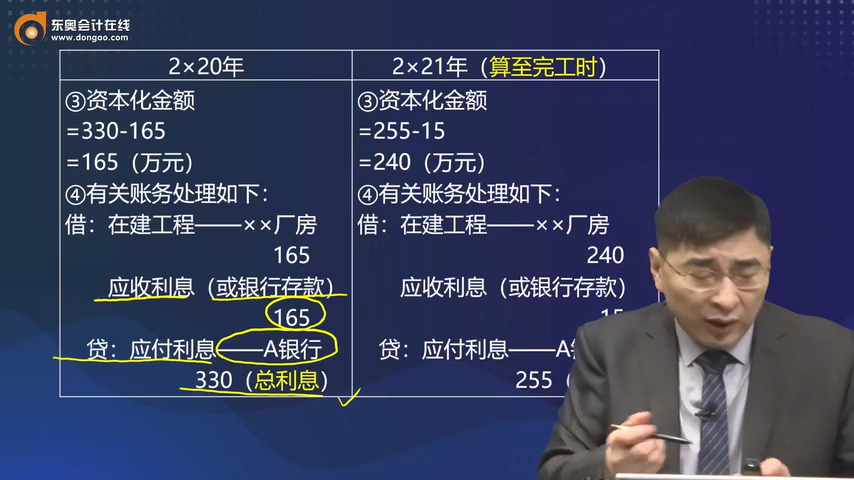 东奥会计在线
www.dongao.com
2×20年
2×21年（算至完工时）
③资本化金额
=330-165
=165（万元）
④有关账务处理如下：
借：在建工程——××厂房
165
应收利息（或银行存款）
165
贷：应付利息——A银行
330（总利息）
③资本化金额
=255-15
=240（万元）
④有关账务处理如下：
借：在建工程——××厂房
240
应收利息（或银行存款）
15
贷：应付利息——A
255（